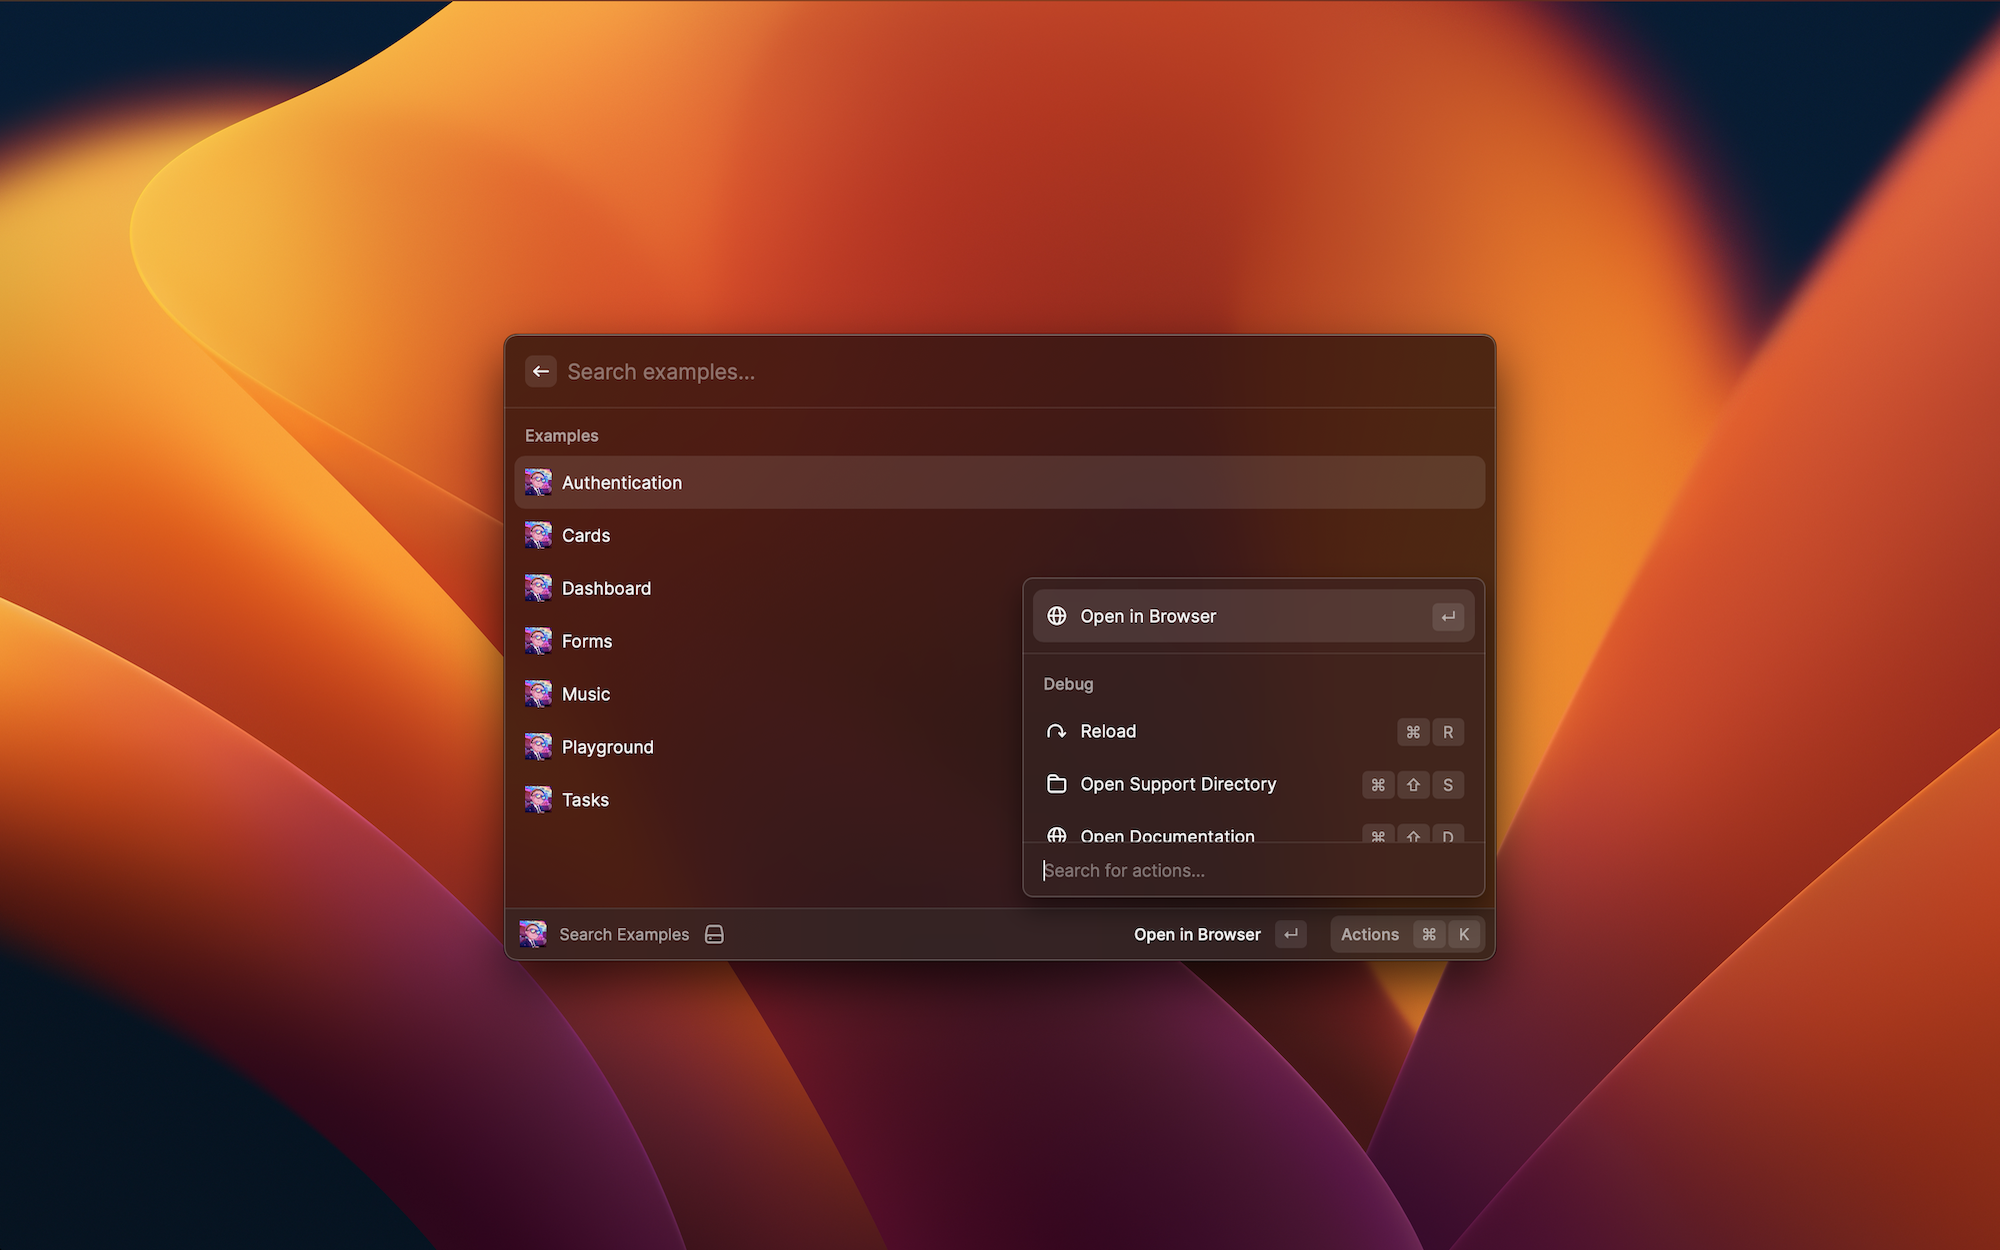 Search examples...
Examples
Authentication
Cards
Dashboard
Forms
Music
Playground
Tasks
Open in Browser ↵
Debug
Reload ⌘ R
Open Support Directory ⌘ ⇧ S
Open Documentation ⌘ ⇧ D
Search for actions...
Search Examples
Open in Browser ↵
Actions ⌘ K